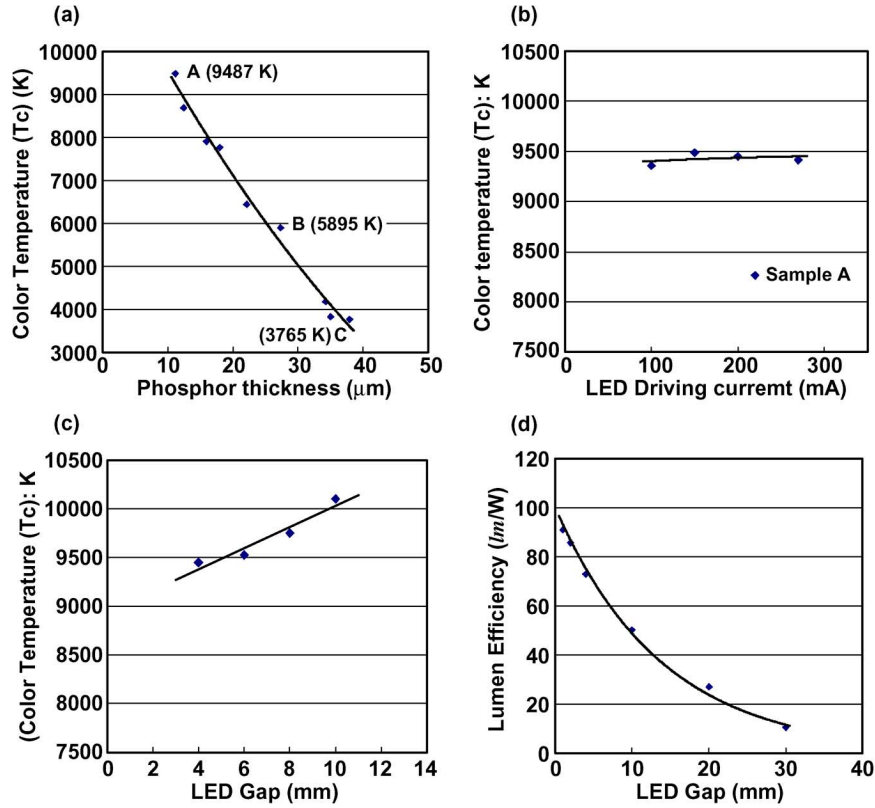 (a)
Color Temperature (Tc) (K)
10000
9000
8000
7000
6000
5000
4000
3000
A (9487 K)
B (5895 K)
(3765 K) C
0 10 20 30 40 50
Phosphor thickness (μm)
(b)
Color temperature (Tc): K
10500
10000
9500
9000
8500
8000
7500
Sample A
0 100 200 300
LED Driving curremt (mA)
(c)
(Color Temperature (Tc): K
10500
10000
9500
9000
8500
8000
7500
0 2 4 6 8 10 12 14
LED Gap (mm)
(d)
Lumen Efficiency (lm/W)
120
100
80
60
40
20
0
0 10 20 30 40
LED Gap (mm)